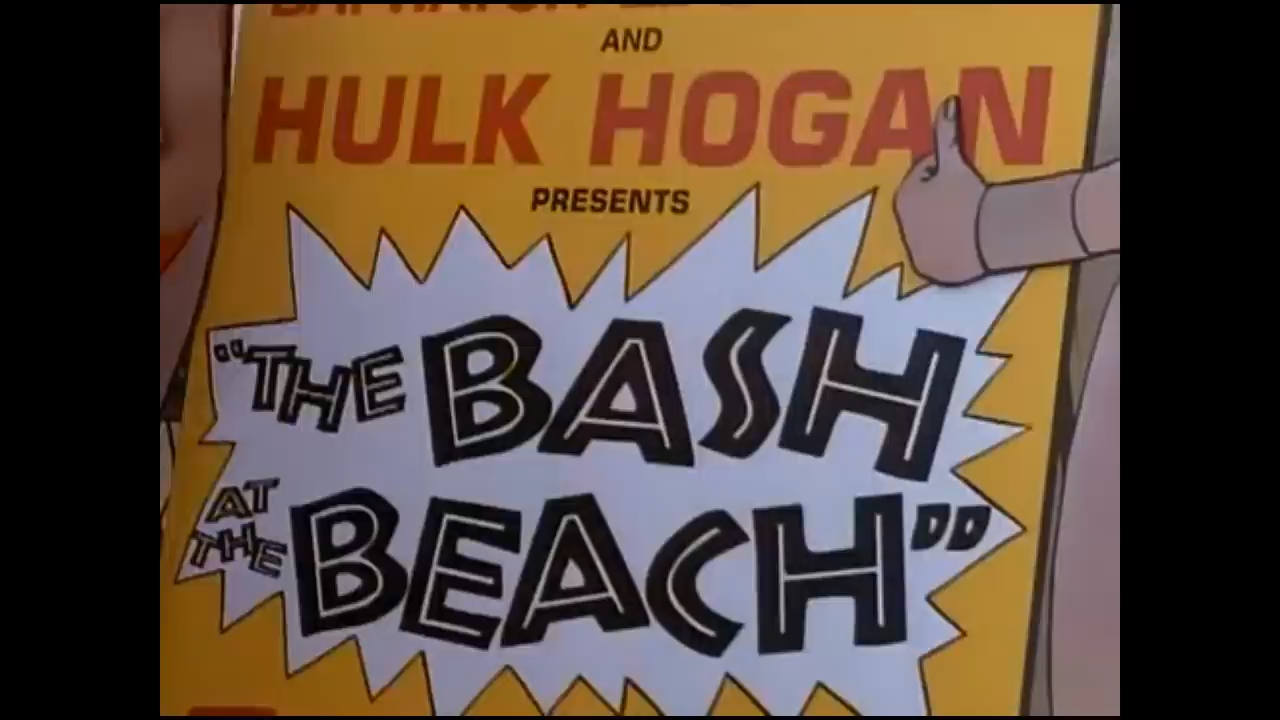 AND
HULK HOGAN
PRESENTS
"THE BASH
AT
THE
BEACH"